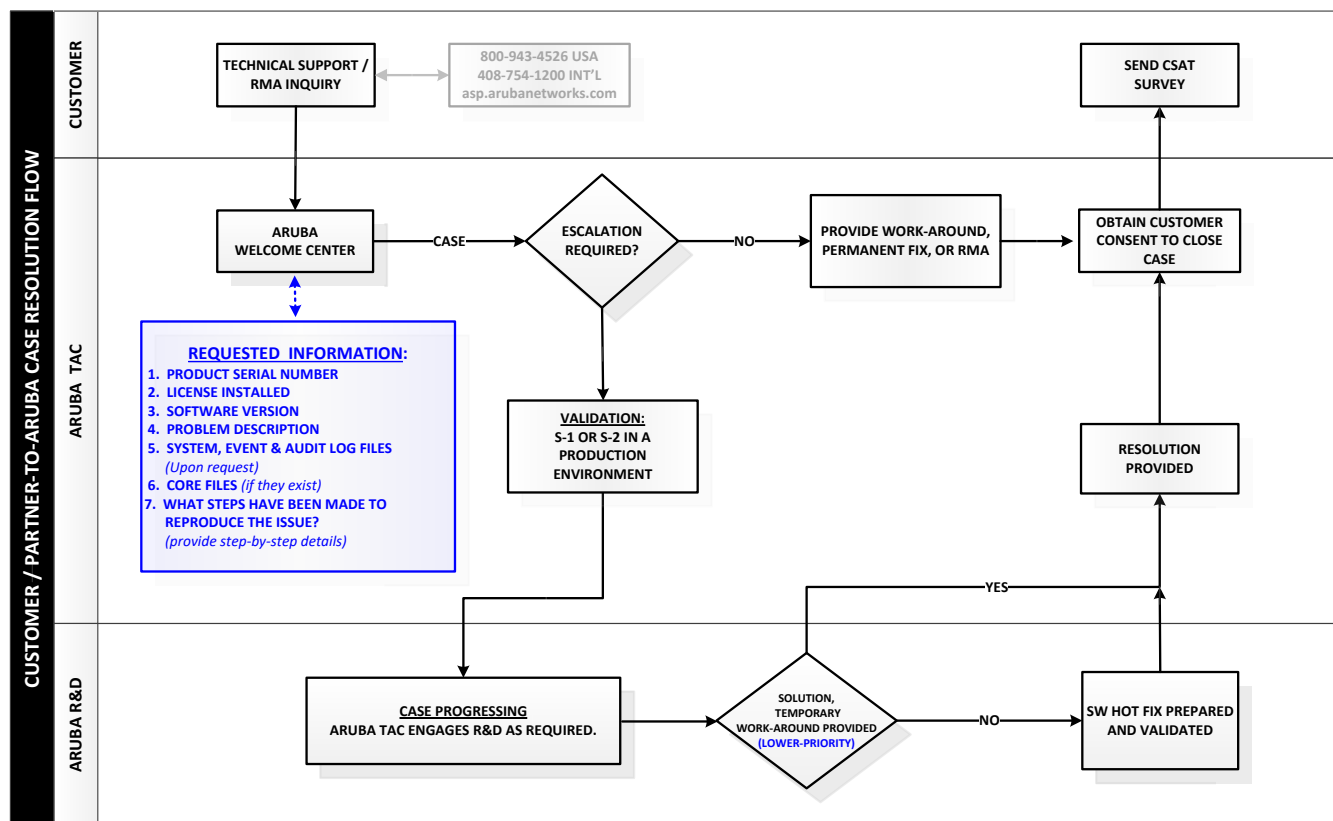 CUSTOMER / PARTNER-TO-ARUBA CASE RESOLUTION FLOW
CUSTOMER
TECHNICAL SUPPORT /
RMA INQUIRY
800-943-4526 USA
408-754-1200 INT'L
asp.arubanetworks.com
SEND CSAT
SURVEY
ARUBA TAC
ARUBA
WELCOME CENTER
CASE
ESCALATION
REQUIRED?
NO
PROVIDE WORK-AROUND,
PERMANENT FIX, OR RMA
OBTAIN CUSTOMER
CONSENT TO CLOSE
CASE
REQUESTED INFORMATION:
1. PRODUCT SERIAL NUMBER
2. LICENSE INSTALLED
3. SOFTWARE VERSION
4. PROBLEM DESCRIPTION
5. SYSTEM, EVENT & AUDIT LOG FILES
(Upon request)
6. CORE FILES (if they exist)
7. WHAT STEPS HAVE BEEN MADE TO
REPRODUCE THE ISSUE?
(provide step-by-step details)
VALIDATION:
S-1 OR S-2 IN A
PRODUCTION
ENVIRONMENT
RESOLUTION
PROVIDED
YES
ARUBA R&D
CASE PROGRESSING
ARUBA TAC ENGAGES R&D AS REQUIRED.
SOLUTION,
TEMPORARY
WORK-AROUND PROVIDED
(LOWER-PRIORITY)
NO
SW HOT FIX PREPARED
AND VALIDATED